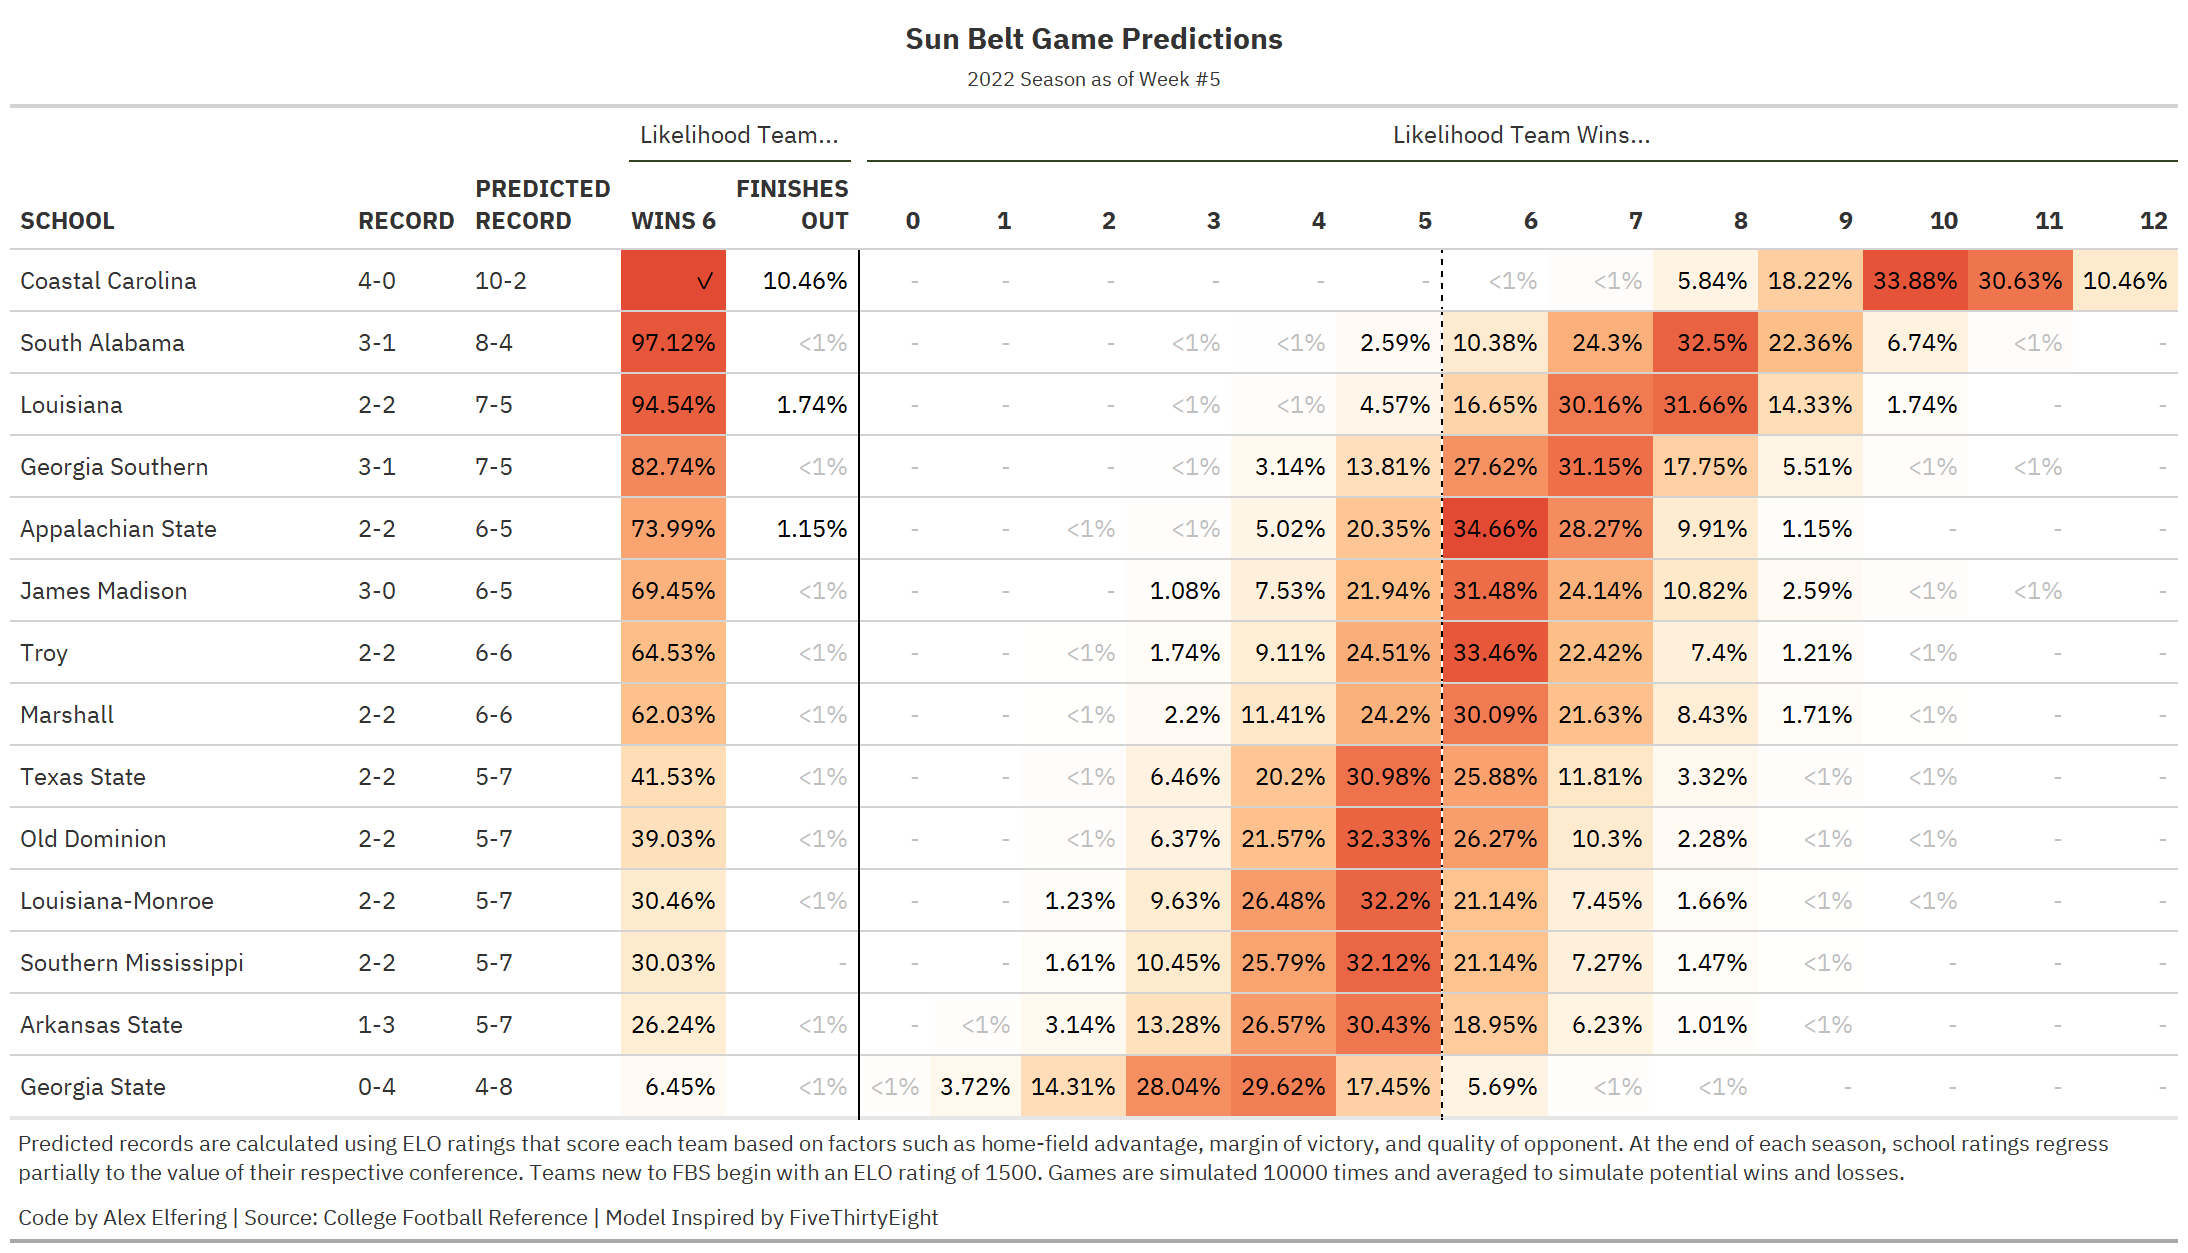 Sun Belt Game Predictions
2022 Season as of Week #5
Likelihood Team... Likelihood Team Wins...
SCHOOL RECORD PREDICTED RECORD WINS 6 FINISHES OUT 0 1 2 3 4 5 6 7 8 9 10 11 12
Coastal Carolina 4-0 10-2 ✓ 10.46% - - - - - - <1% <1% 5.84% 18.22% 33.88% 30.63% 10.46%
South Alabama 3-1 8-4 97.12% <1% - - - <1% <1% 2.59% 10.38% 24.3% 32.5% 22.36% 6.74% <1% -
Louisiana 2-2 7-5 94.54% 1.74% - - - <1% <1% 4.57% 16.65% 30.16% 31.66% 14.33% 1.74% - -
Georgia Southern 3-1 7-5 82.74% <1% - - - <1% 3.14% 13.81% 27.62% 31.15% 17.75% 5.51% <1% <1% -
Appalachian State 2-2 6-5 73.99% 1.15% - - <1% <1% 5.02% 20.35% 34.66% 28.27% 9.91% 1.15% - - -
James Madison 3-0 6-5 69.45% <1% - - - 1.08% 7.53% 21.94% 31.48% 24.14% 10.82% 2.59% <1% <1% -
Troy 2-2 6-6 64.53% <1% - - <1% 1.74% 9.11% 24.51% 33.46% 22.42% 7.4% 1.21% <1% - -
Marshall 2-2 6-6 62.03% <1% - - <1% 2.2% 11.41% 24.2% 30.09% 21.63% 8.43% 1.71% <1% - -
Texas State 2-2 5-7 41.53% <1% - - <1% 6.46% 20.2% 30.98% 25.88% 11.81% 3.32% <1% <1% - -
Old Dominion 2-2 5-7 39.03% <1% - - <1% 6.37% 21.57% 32.33% 26.27% 10.3% 2.28% <1% <1% - -
Louisiana-Monroe 2-2 5-7 30.46% <1% - - 1.23% 9.63% 26.48% 32.2% 21.14% 7.45% 1.66% <1% <1% - -
Southern Mississippi 2-2 5-7 30.03% - - - 1.61% 10.45% 25.79% 32.12% 21.14% 7.27% 1.47% <1% - - -
Arkansas State 1-3 5-7 26.24% <1% - <1% 3.14% 13.28% 26.57% 30.43% 18.95% 6.23% 1.01% <1% - - -
Georgia State 0-4 4-8 6.45% <1% <1% 3.72% 14.31% 28.04% 29.62% 17.45% 5.69% <1% <1% - - - -
Predicted records are calculated using ELO ratings that score each team based on factors such as home-field advantage, margin of victory, and quality of opponent. At the end of each season, school ratings regress
partially to the value of their respective conference. Teams new to FBS begin with an ELO rating of 1500. Games are simulated 10000 times and averaged to simulate potential wins and losses.
Code by Alex Elfering | Source: College Football Reference | Model Inspired by FiveThirtyEight